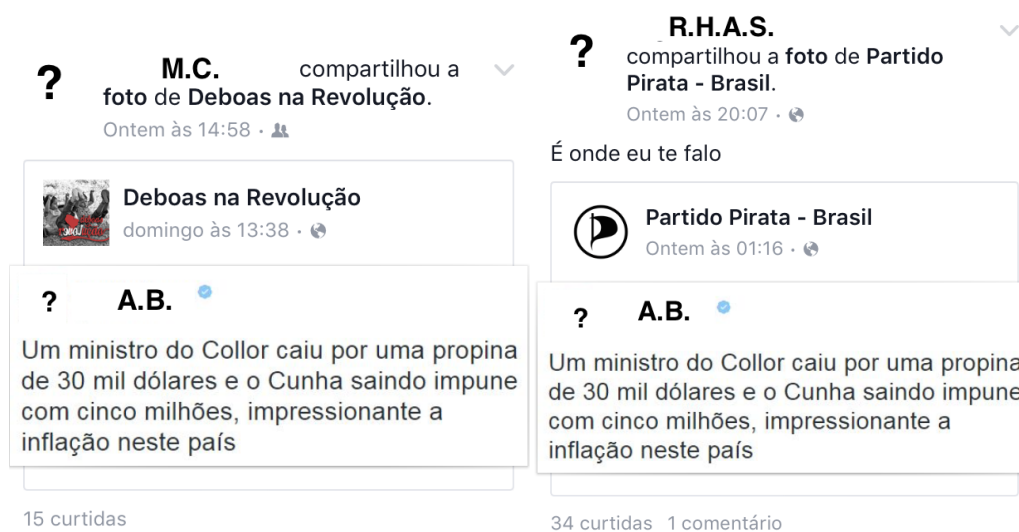 ?
M.C. compartilhou a
foto de Deboas na Revolução.
Ontem às 14:58 ·
Deboas na Revolução
domingo às 13:38 ·
?
A.B.
Um ministro do Collor caiu por uma propina
de 30 mil dólares e o Cunha saindo impune
com cinco milhões, impressionante a
inflação neste país
15 curtidas
?
R.H.A.S.
compartilhou a foto de Partido
Pirata - Brasil.
Ontem às 20:07 ·
É onde eu te falo
Partido Pirata - Brasil
Ontem às 01:16 ·
?
A.B.
Um ministro do Collor caiu por uma propina
de 30 mil dólares e o Cunha saindo impune
com cinco milhões, impressionante a
inflação neste país
34 curtidas 1 comentário